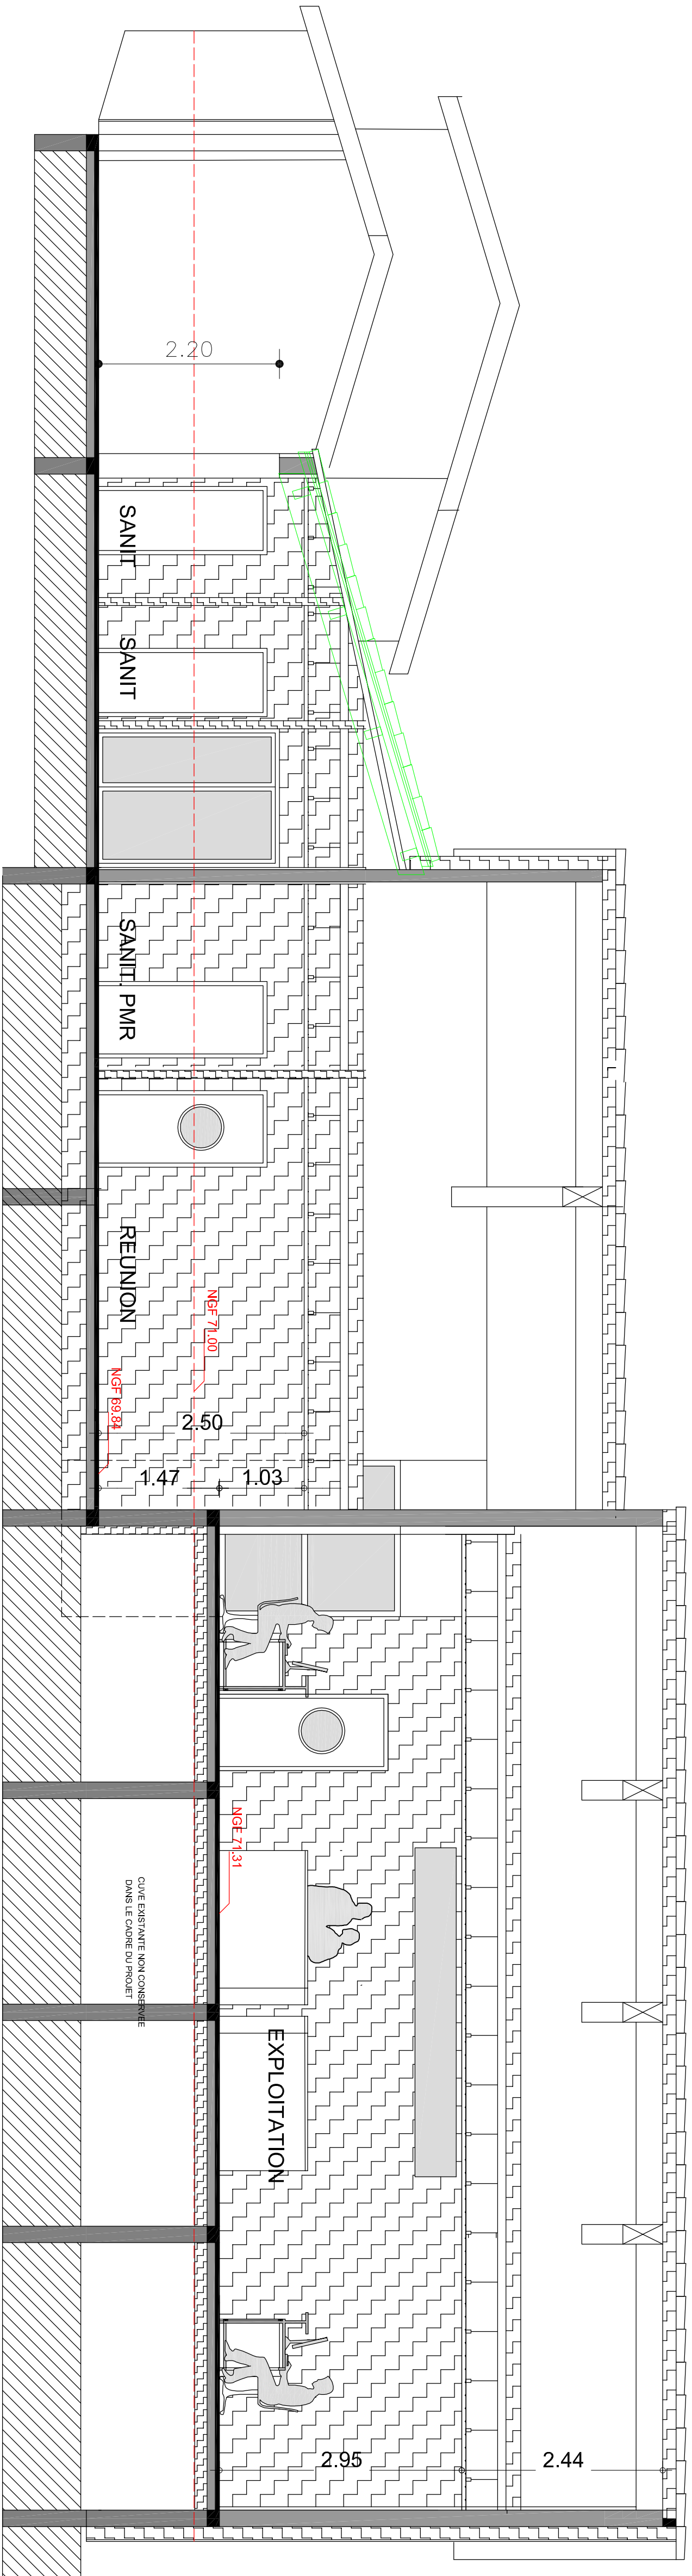 2.20
SANIT
SANIT
SANIT. PMR
REUNION
NGF 71.00
NGF 69.84
2.50
1.47
1.03
NGF 71.31
CUVE EXISTANTE NON CONSERVEE
DANS LE CADRE DU PROJET
EXPLOITATION
2.95
2.44